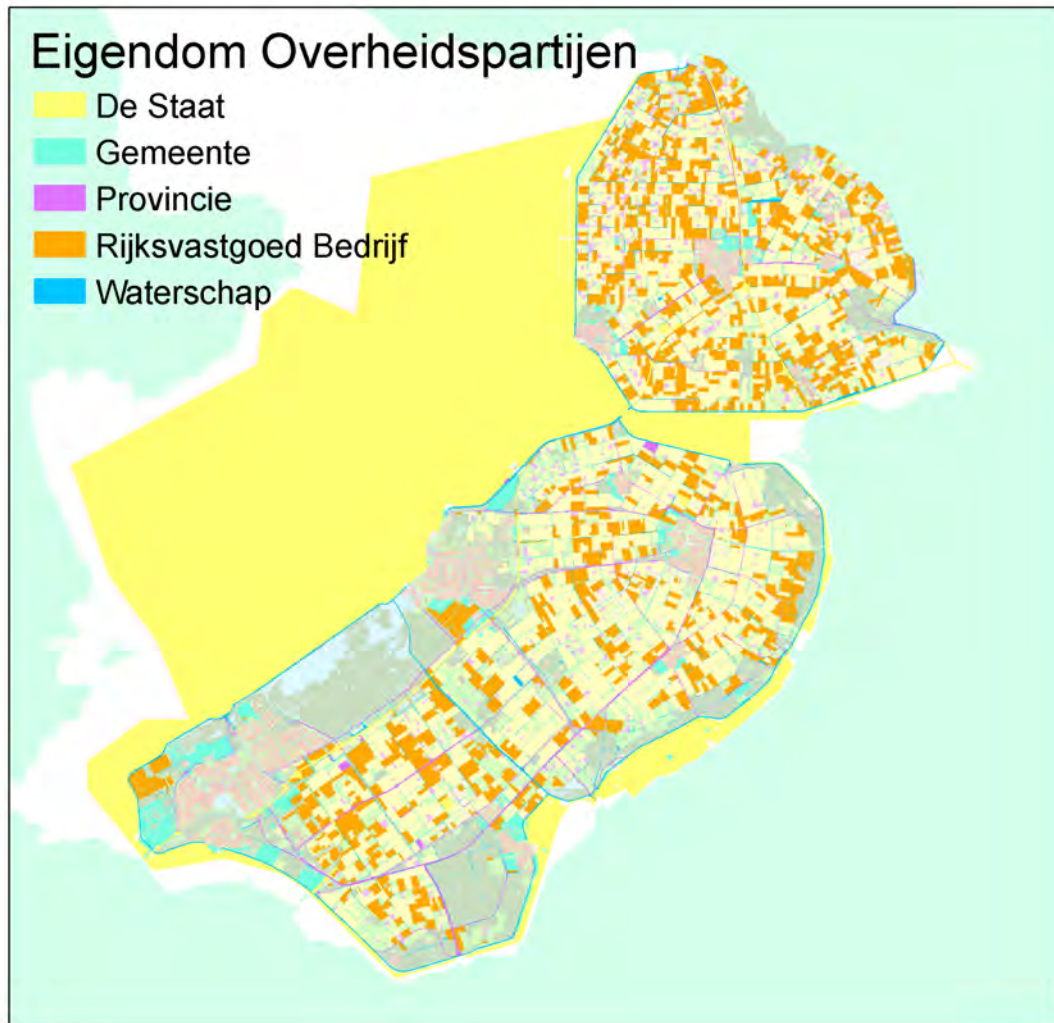 Eigendom Overheidspartijen
De Staat
Gemeente
Provincie
Rijksvastgoed Bedrijf
Waterschap